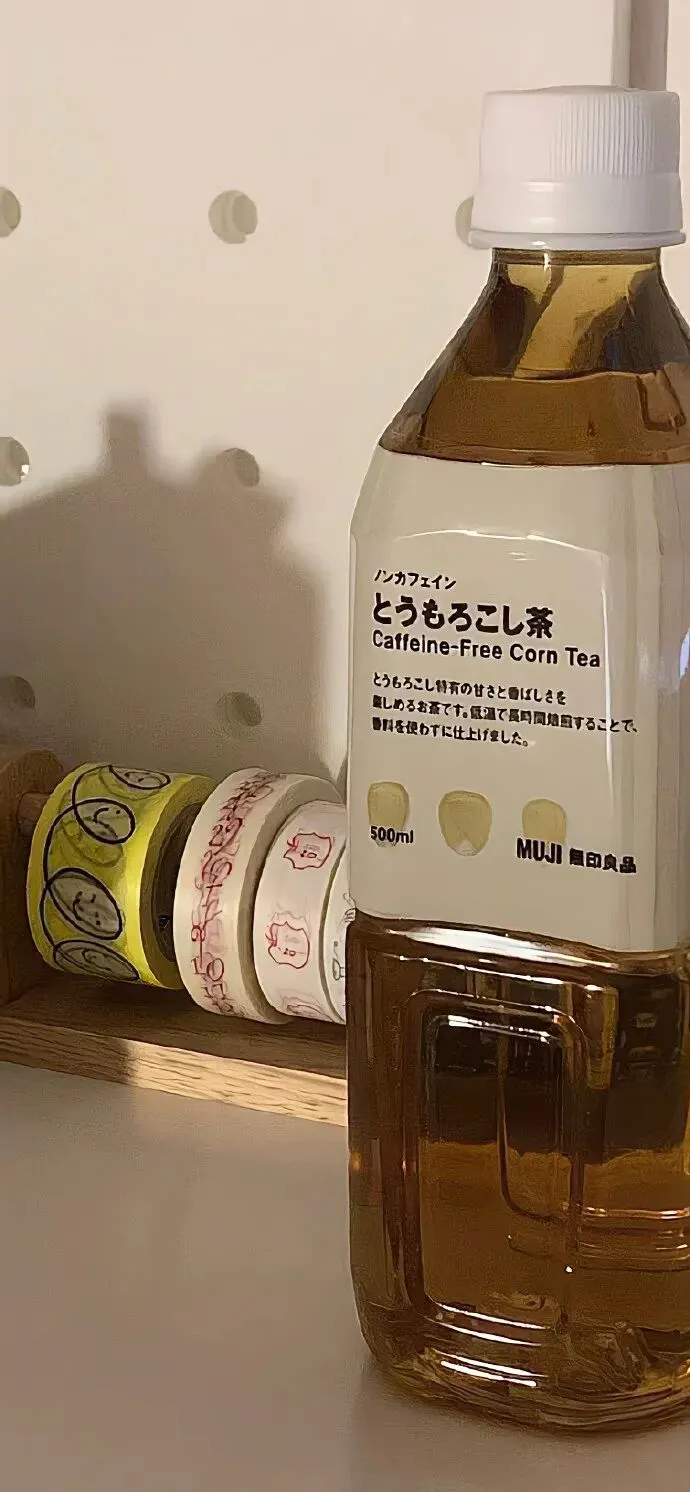 ノンカフェイン
とうもろこし茶
Caffeine-Free Corn Tea
とうもろこし特有の甘さと香ばしさを
楽しめるお茶です。低温で長時間焙煎することで、
香料を使わずに仕上げました。
500ml
MUJI 無印良品